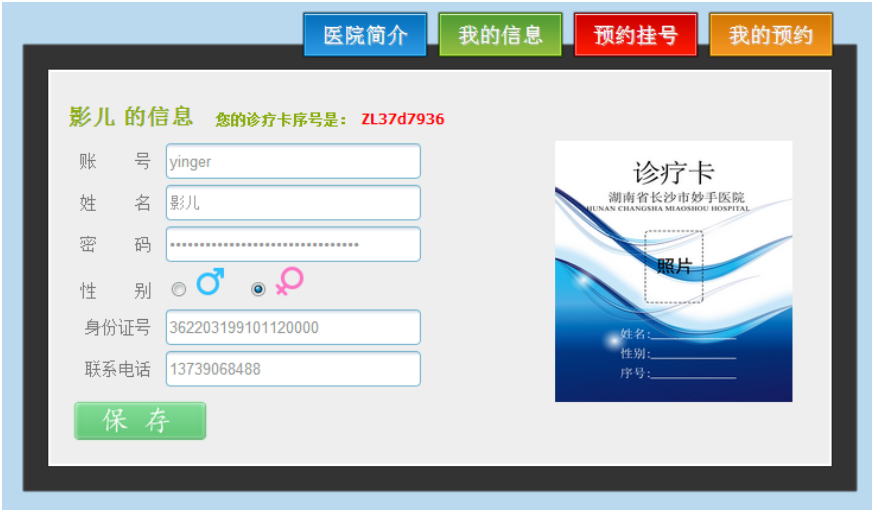 医院简介 我的信息 预约挂号 我的预约
影儿 的信息 您的诊疗卡序号是: ZL37d7936
账 号 yinger
姓 名 影儿
密 码 ••••••••••••••••••••••••••••••••
性 别
身份证号 362203199101120000
联系电话 13739068488
保 存
诊疗卡
湖南省长沙市妙手医院
HUNAN CHANGSHA MIAOSHOU HOSPITAL
照片
姓名:
性别:
序号: